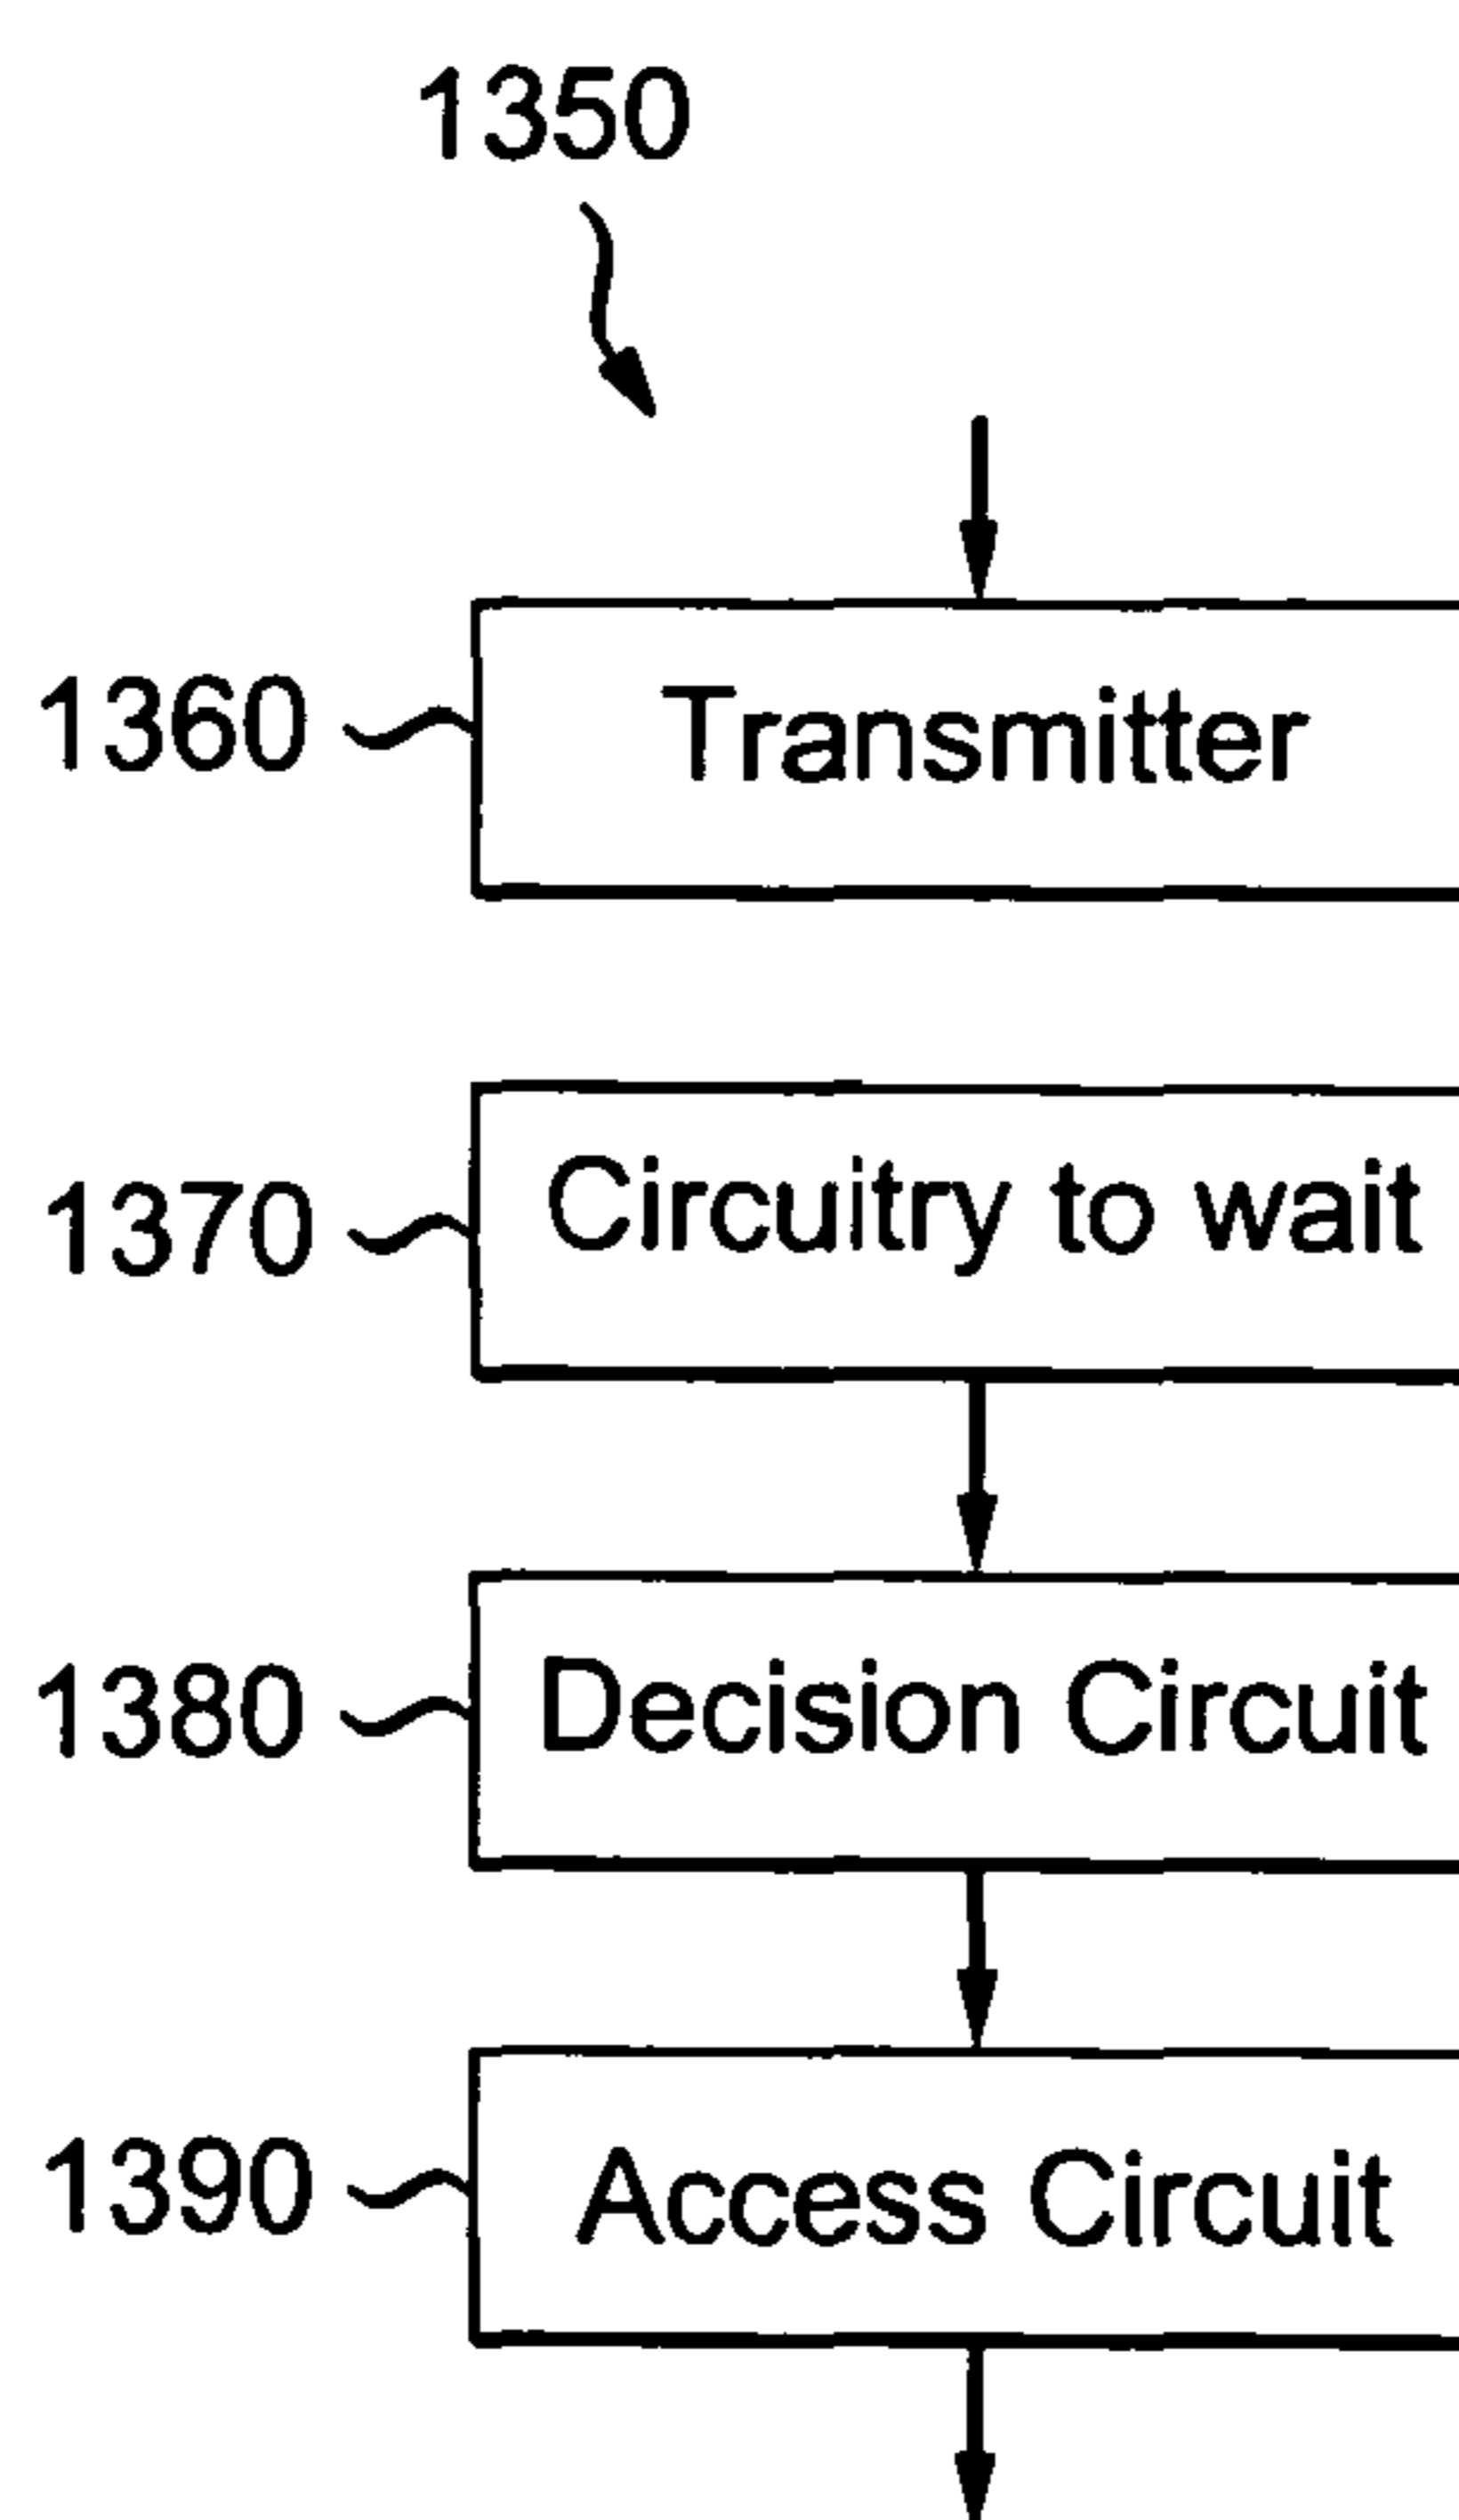 1350
1360 Transmitter
1370 Circuitry to wait
1380 Decision Circuit
1390 Access Circuit